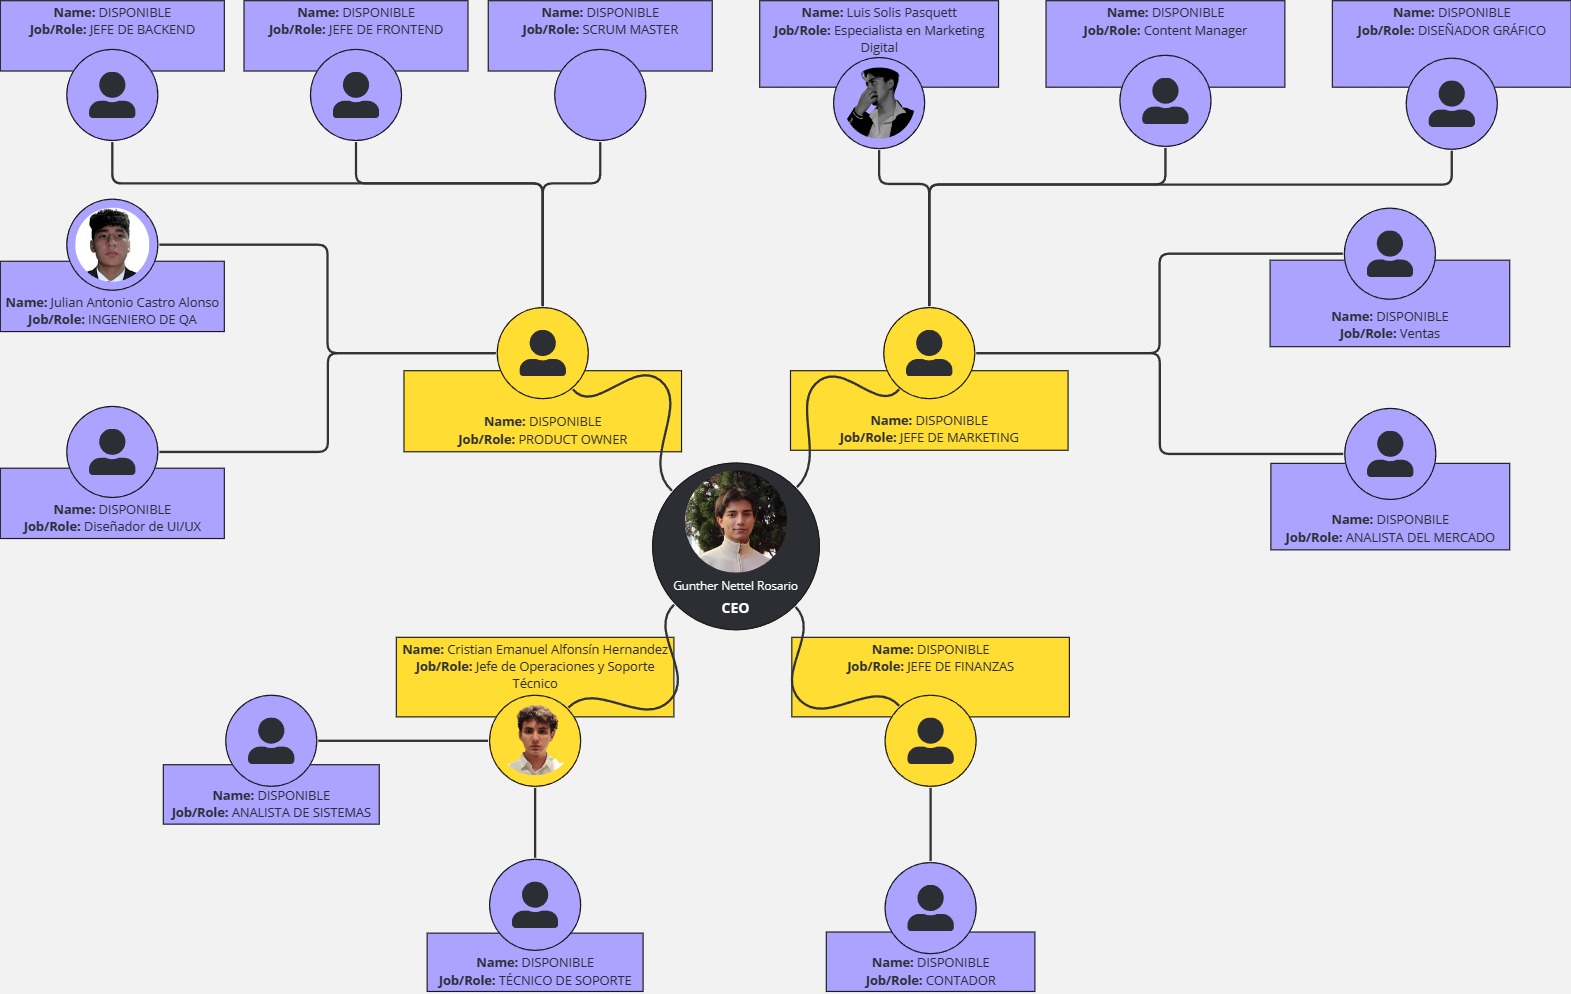 Name: DISPONIBLE
Job/Role: JEFE DE BACKEND
Name: DISPONIBLE
Job/Role: JEFE DE FRONTEND
Name: DISPONIBLE
Job/Role: SCRUM MASTER
Name: Luis Solis Pasquett
Job/Role: Especialista en Marketing
Digital
Name: DISPONIBLE
Job/Role: Content Manager
Name: DISPONIBLE
Job/Role: DISEÑADOR GRÁFICO
Name: Julian Antonio Castro Alonso
Job/Role: INGENIERO DE QA
Name: DISPONIBLE
Job/Role: Ventas
Name: DISPONIBLE
Job/Role: PRODUCT OWNER
Name: DISPONIBLE
Job/Role: JEFE DE MARKETING
Name: DISPONIBLE
Job/Role: Diseñador de UI/UX
Name: DISPONBILE
Job/Role: ANALISTA DEL MERCADO
Gunther Nettel Rosario
CEO
Name: Cristian Emanuel Alfonsín Hernandez
Job/Role: Jefe de Operaciones y Soporte
Técnico
Name: DISPONIBLE
Job/Role: JEFE DE FINANZAS
Name: DISPONIBLE
Job/Role: ANALISTA DE SISTEMAS
Name: DISPONIBLE
Job/Role: TÉCNICO DE SOPORTE
Name: DISPONIBLE
Job/Role: CONTADOR